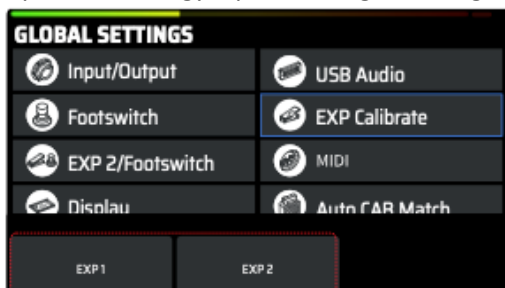 GLOBAL SETTINGS
Input/Output
USB Audio
Footswitch
EXP Calibrate
EXP 2/Footswitch
MIDI
Display
Auto CAB Match
EXP 1
EXP 2